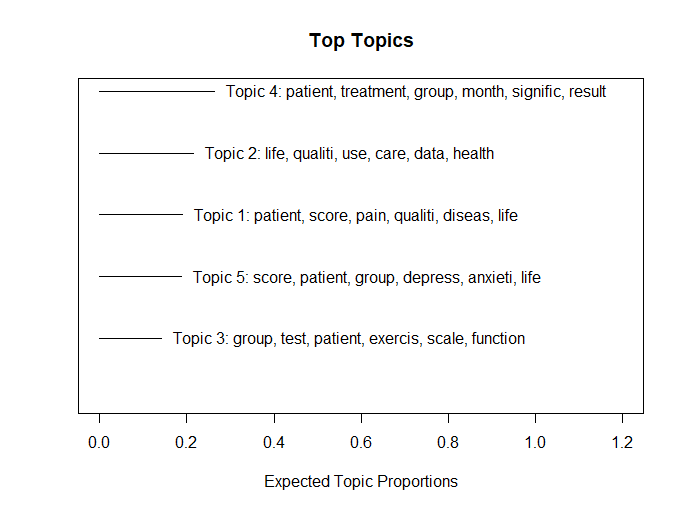 Top Topics
Topic 4: patient, treatment, group, month, signific, result
Topic 2: life, qualiti, use, care, data, health
Topic 1: patient, score, pain, qualiti, diseas, life
Topic 5: score, patient, group, depress, anxieti, life
Topic 3: group, test, patient, exercis, scale, function
0.0 0.2 0.4 0.6 0.8 1.0 1.2
Expected Topic Proportions